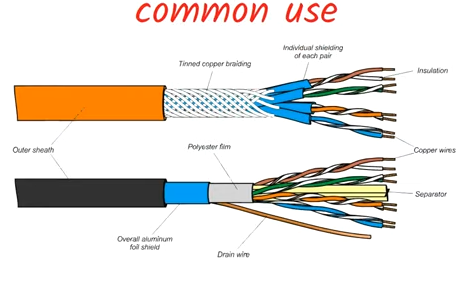 common use
Individual shielding
of each pair
Tinned copper braiding
Insulation
Outer sheath
Polyester film
Copper wires
Separator
Overall aluminum
foil shield
Drain wire